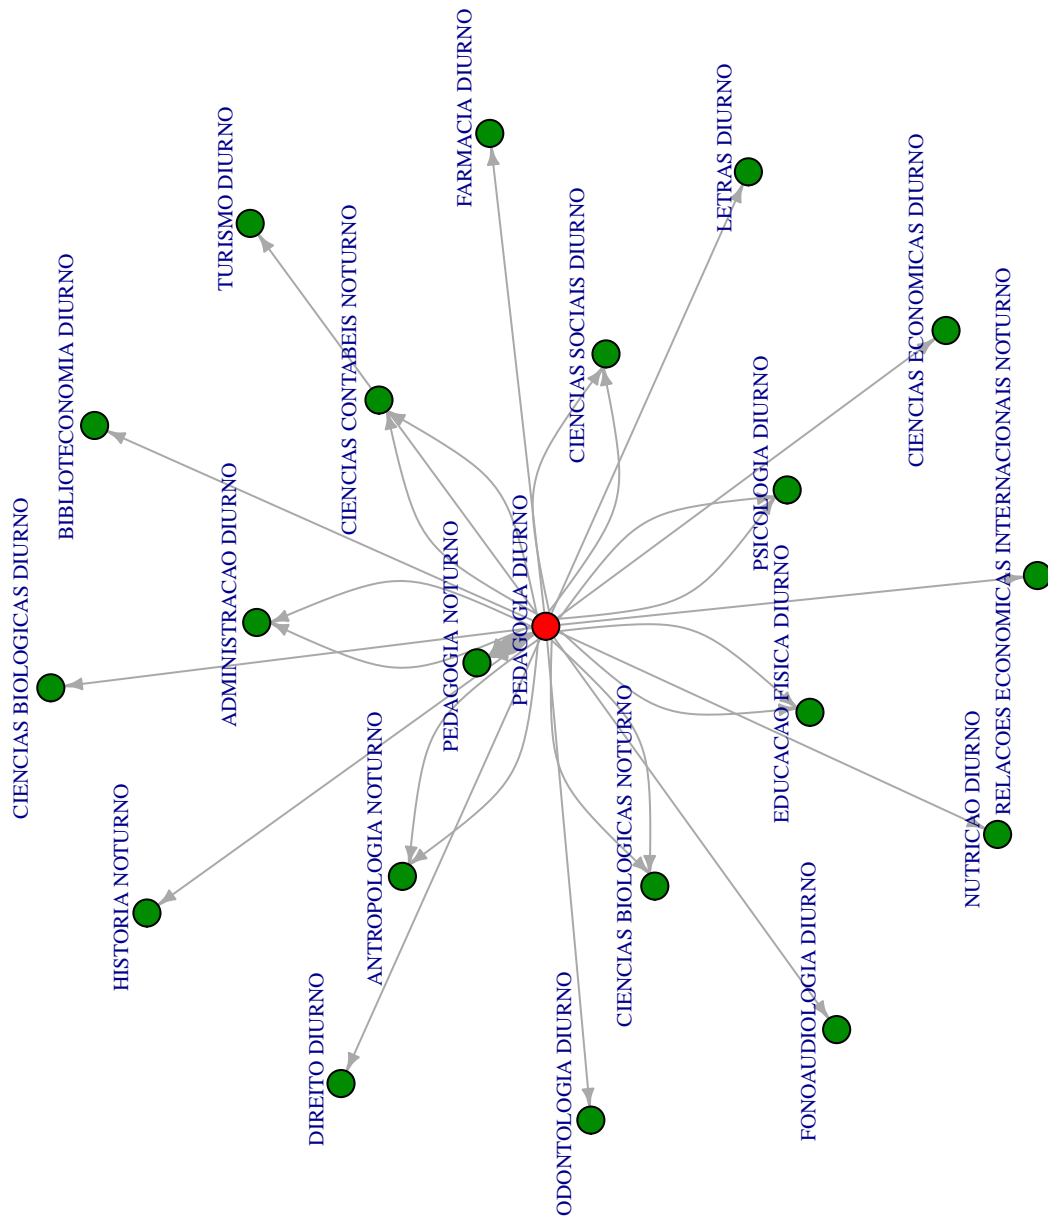 CIENCIAS BIOLOGICAS DIURNO
BIBLIOTECONOMIA DIURNO
HISTORIA NOTURNO
TURISMO DIURNO
ADMINISTRACAO DIURNO
DIREITO DIURNO
CIENCIAS CONTABEIS NOTURNO
ANTROPOLOGIA NOTURNO
PEDAGOGIA NOTURNO
FARMACIA DIURNO
PEDAGOGIA DIURNO
ODONTOLOGIA DIURNO
CIENCIAS SOCIAIS DIURNO
CIENCIAS BIOLOGICAS NOTURNO
LETRAS DIURNO
PSICOLOGIA DIURNO
EDUCACAO FISICA DIURNO
FONOAUDIOLOGIA DIURNO
CIENCIAS ECONOMICAS DIURNO
NUTRICAO DIURNO
RELACOES ECONOMICAS INTERNACIONAIS NOTURNO